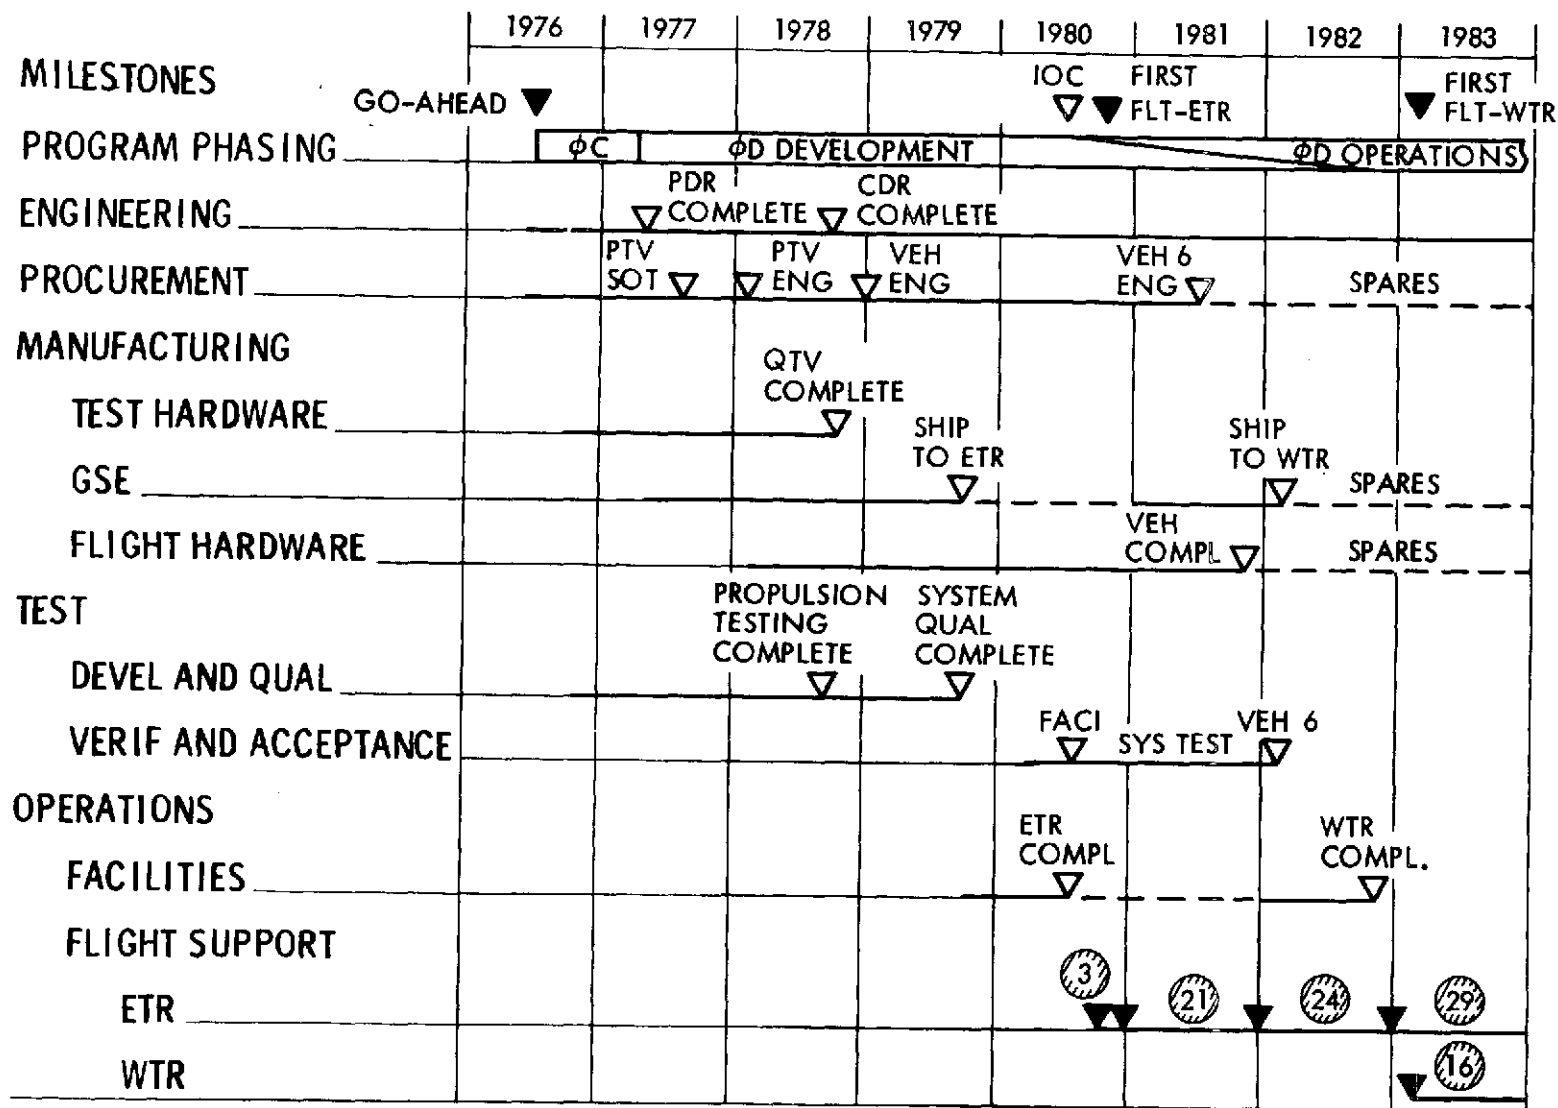 1976 1977 1978 1979 1980 1981 1982 1983
MILESTONES
GO-AHEAD
IOC
FIRST
FLT-ETR
FIRST
FLT-WTR
PROGRAM PHASING
ϕC
ϕD DEVELOPMENT
ϕD OPERATIONS
ENGINEERING
PDR
COMPLETE
CDR
COMPLETE
PROCUREMENT
PTV
SOT
PTV
ENG
VEH
ENG
VEH 6
ENG
SPARES
MANUFACTURING
TEST HARDWARE
QTV
COMPLETE
GSE
SHIP
TO ETR
SHIP
TO WTR
SPARES
FLIGHT HARDWARE
VEH
COMPL
SPARES
TEST
DEVEL AND QUAL
PROPULSION
TESTING
COMPLETE
SYSTEM
QUAL
COMPLETE
VERIF AND ACCEPTANCE
FACI
SYS TEST
VEH 6
OPERATIONS
FACILITIES
ETR
COMPL
WTR
COMPL.
FLIGHT SUPPORT
ETR
3
21
24
29
WTR
16